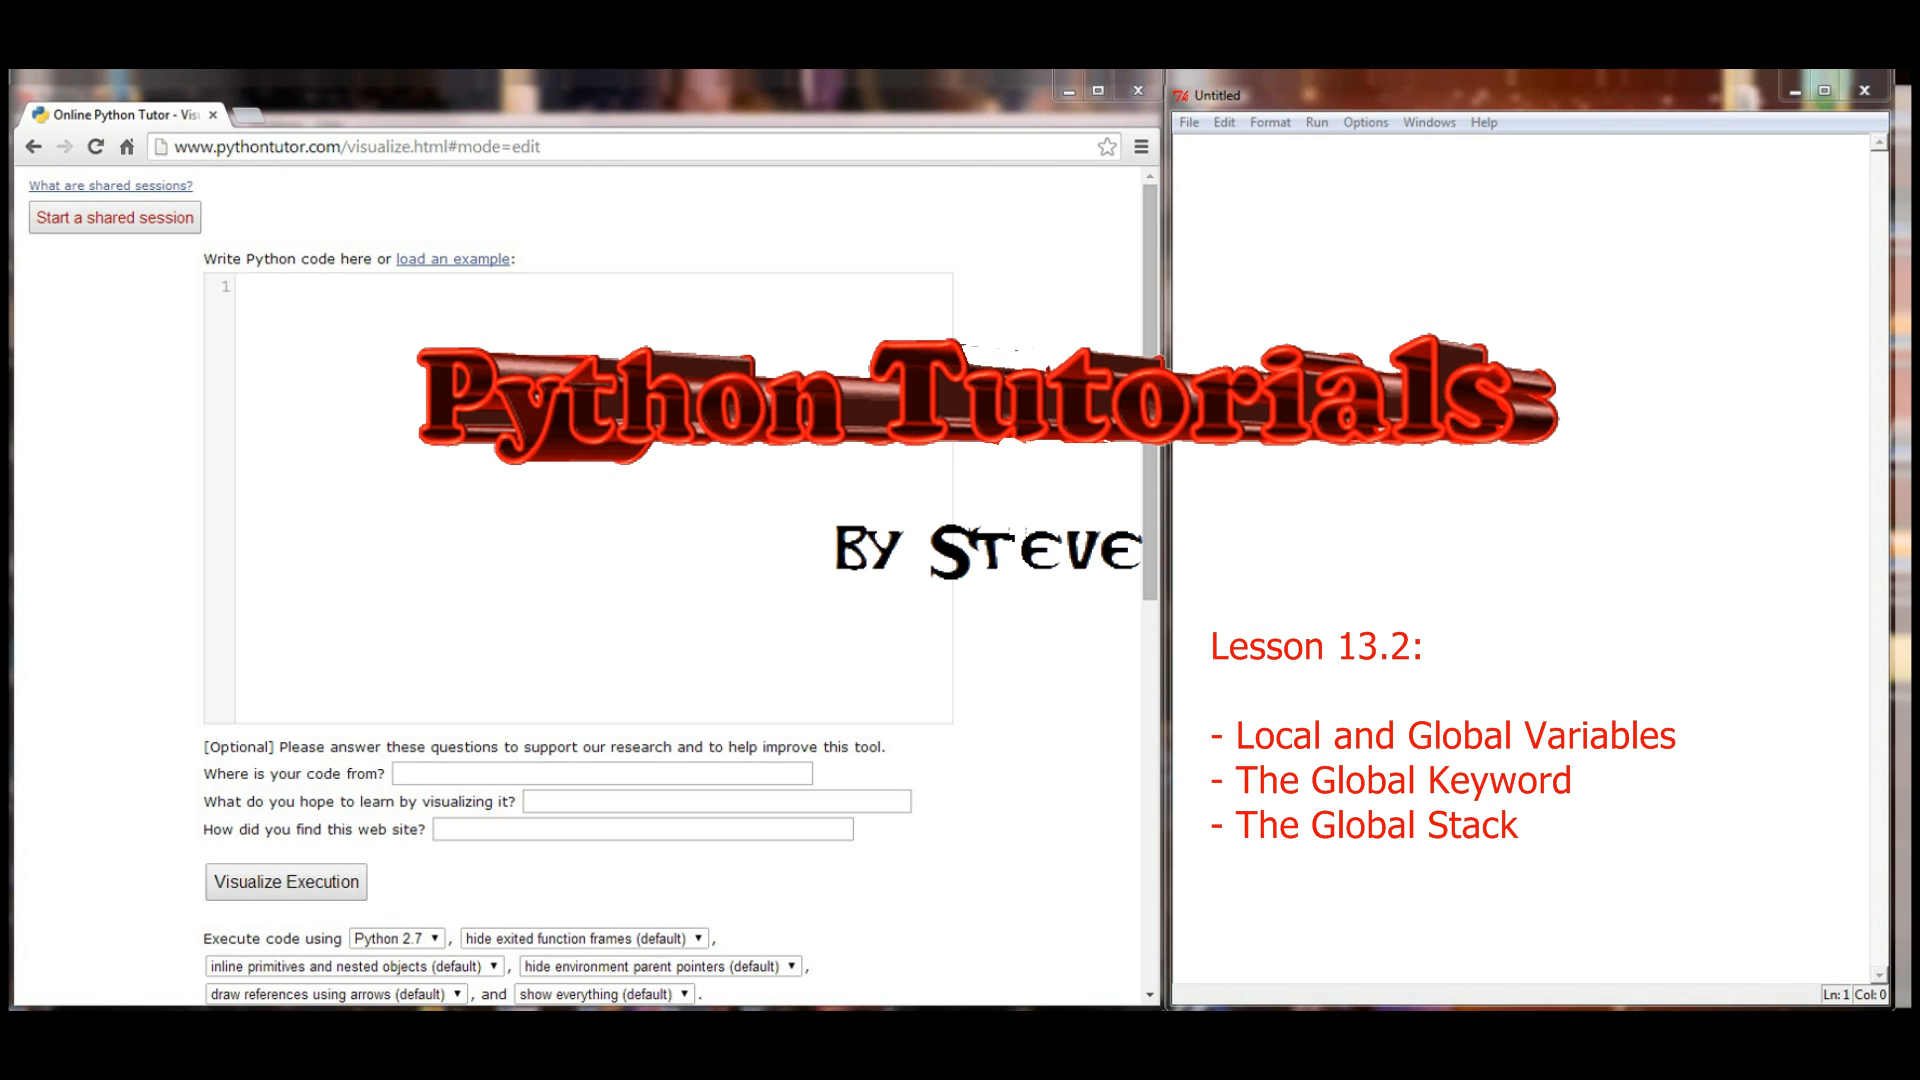 Online Python Tutor - Vis
www.pythontutor.com/visualize.html#mode=edit
What are shared sessions?
Start a shared session
Write Python code here or load an example:
1
Untitled
File Edit Format Run Options Windows Help
Python Tutorials
By Steve
Lesson 13.2:
- Local and Global Variables
- The Global Keyword
- The Global Stack
[Optional] Please answer these questions to support our research and to help improve this tool.
Where is your code from?
What do you hope to learn by visualizing it?
How did you find this web site?
Visualize Execution
Execute code using Python 2.7 , hide exited function frames (default) ,
inline primitives and nested objects (default) , hide environment parent pointers (default) ,
draw references using arrows (default) , and show everything (default) .
Ln: 1 Col: 0